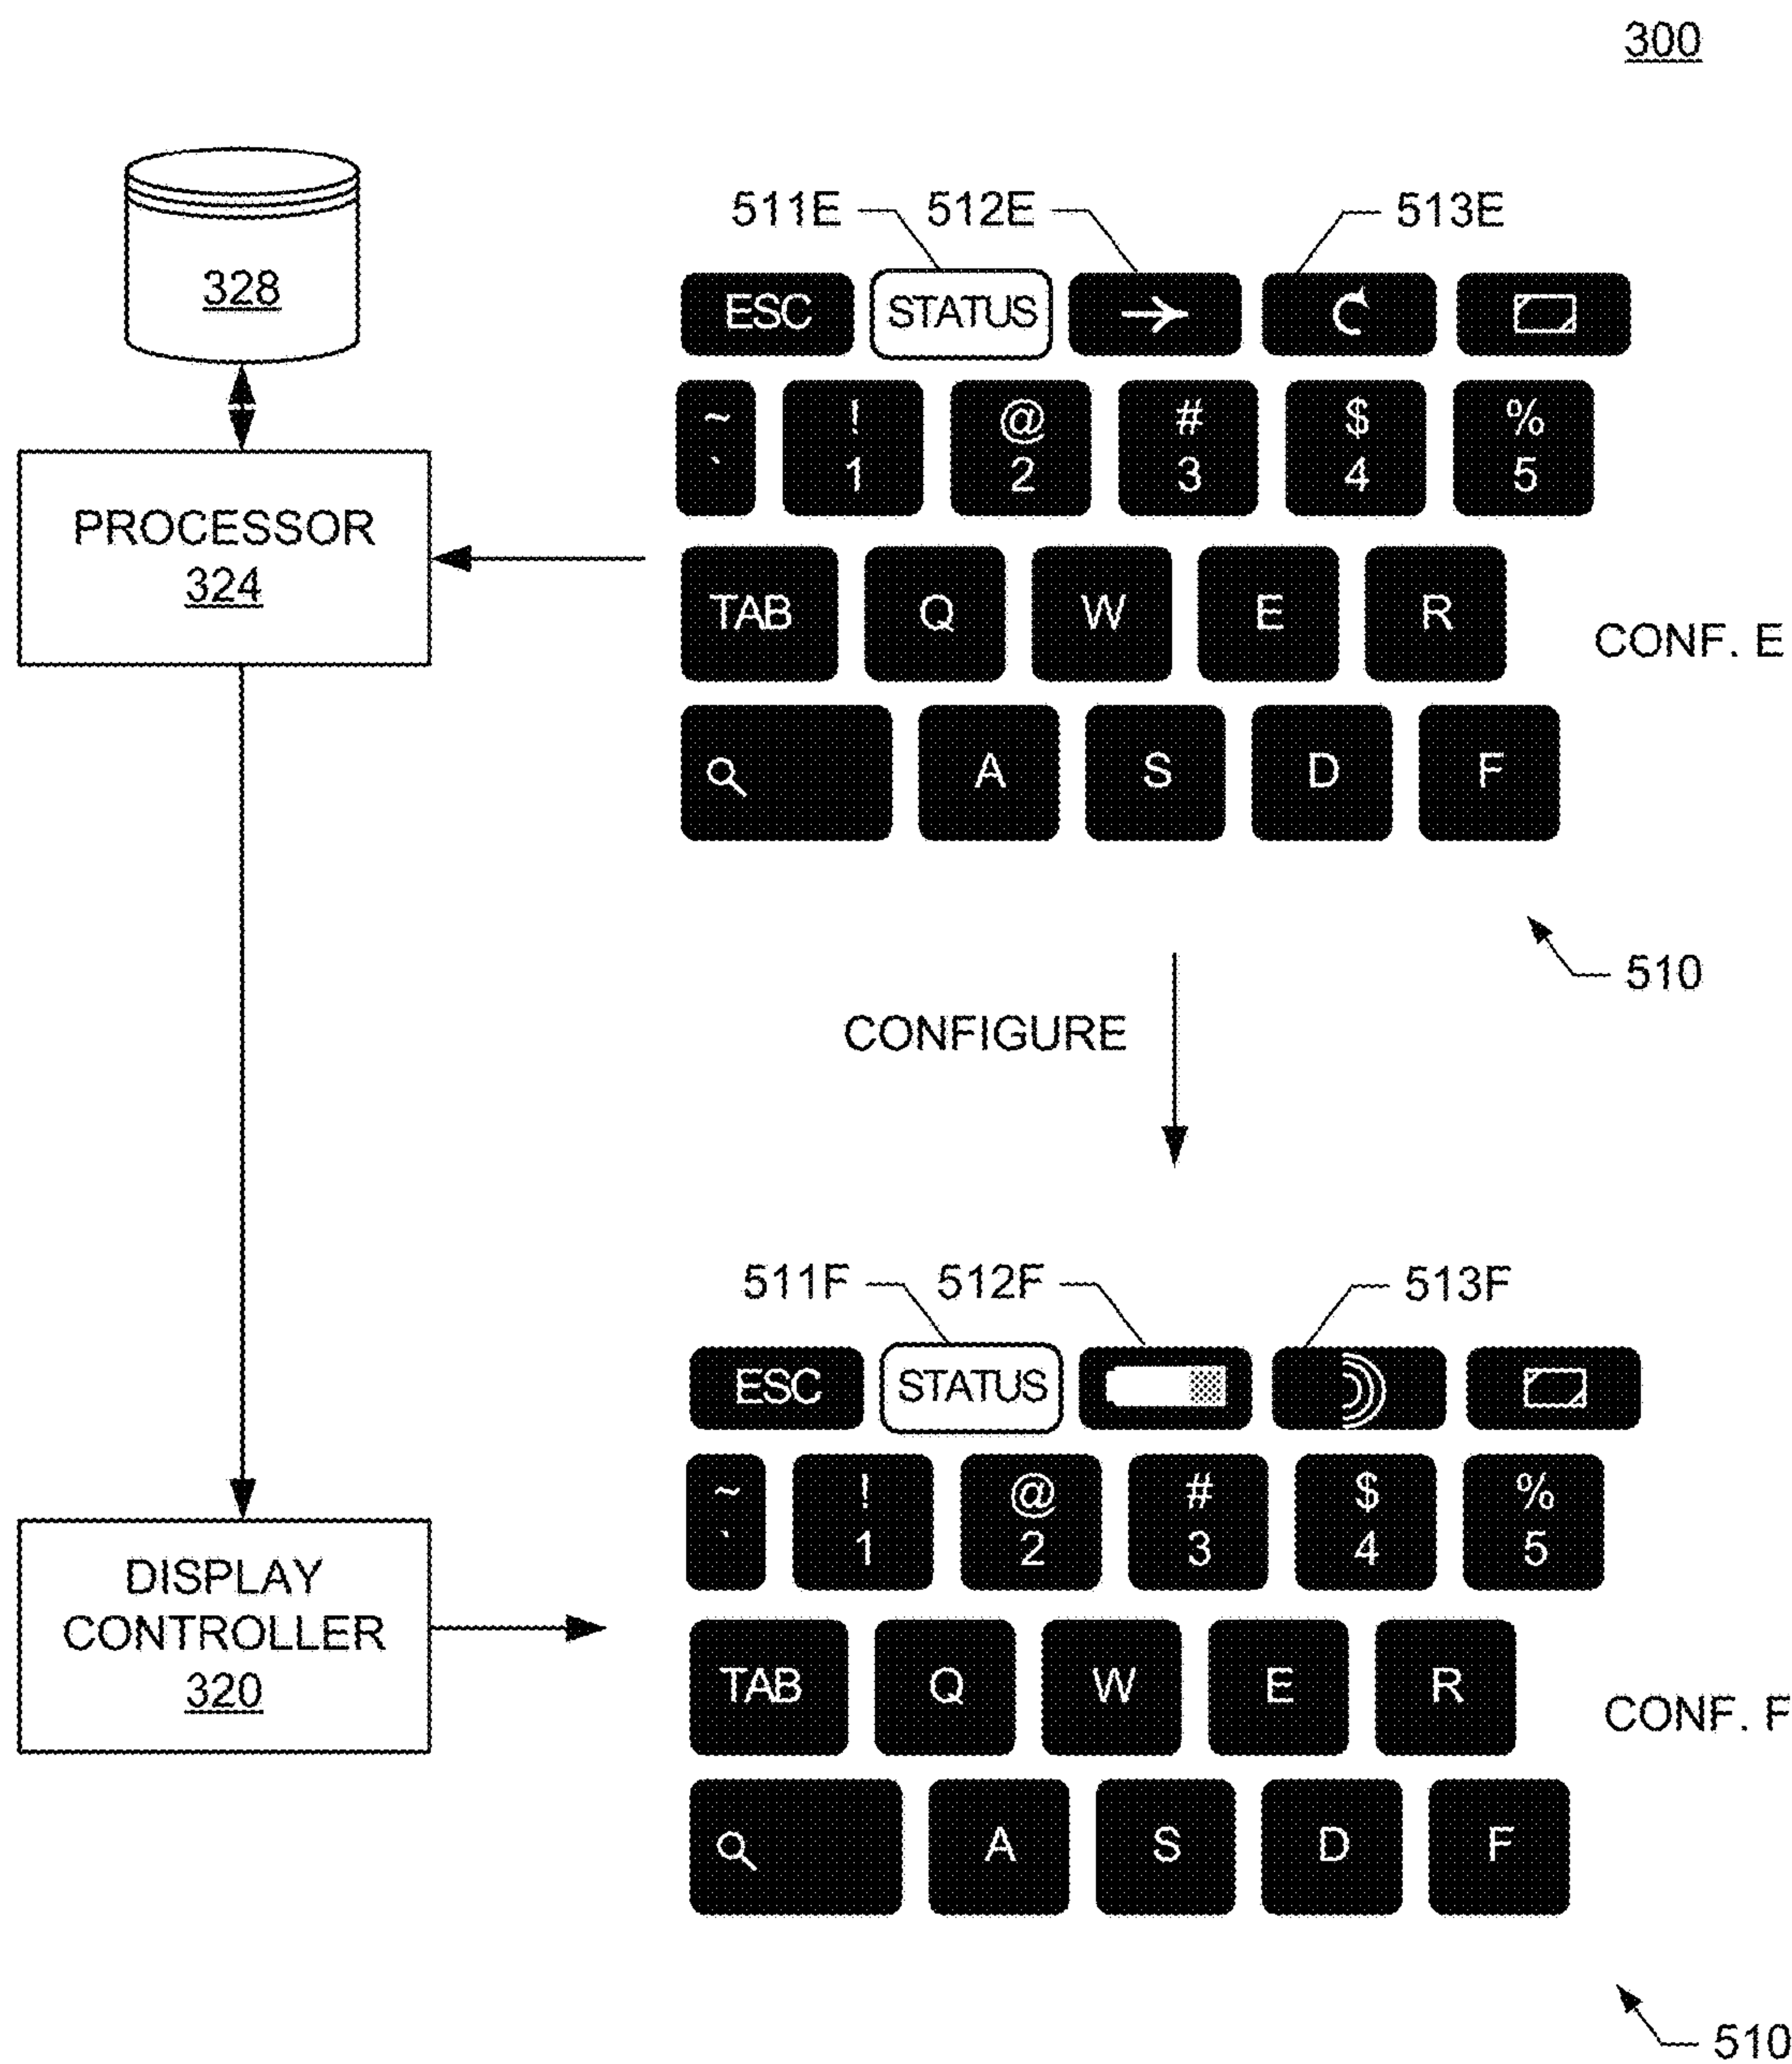 300
328
511E 512E 513E
ESC STATUS
~ ! @ # $ %
` 1 2 3 4 5
PROCESSOR
324
TAB Q W E R
CONF. E
A S D F
510
CONFIGURE
511F 512F 513F
ESC STATUS
~ ! @ # $ %
` 1 2 3 4 5
DISPLAY
CONTROLLER
320
TAB Q W E R
CONF. F
A S D F
510